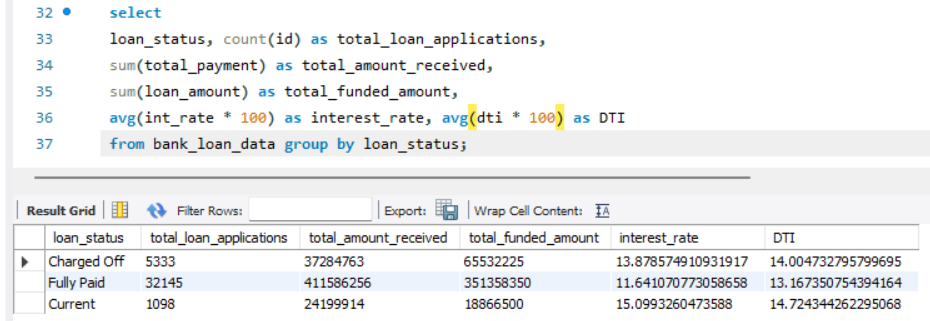 32 select
33 loan_status, count(id) as total_loan_applications,
34 sum(total_payment) as total_amount_received,
35 sum(loan_amount) as total_funded_amount,
36 avg(int_rate * 100) as interest_rate, avg(dti * 100) as DTI
37 from bank_loan_data group by loan_status;
Result Grid Filter Rows: Export: Wrap Cell Content: IA
loan_status total_loan_applications total_amount_received total_funded_amount interest_rate DTI
Charged Off 5333 37284763 65532225 13.878574910931917 14.004732795799695
Fully Paid 32145 411586256 351358350 11.641070773058658 13.167350754394164
Current 1098 24199914 18866500 15.0993260473588 14.724344262295068